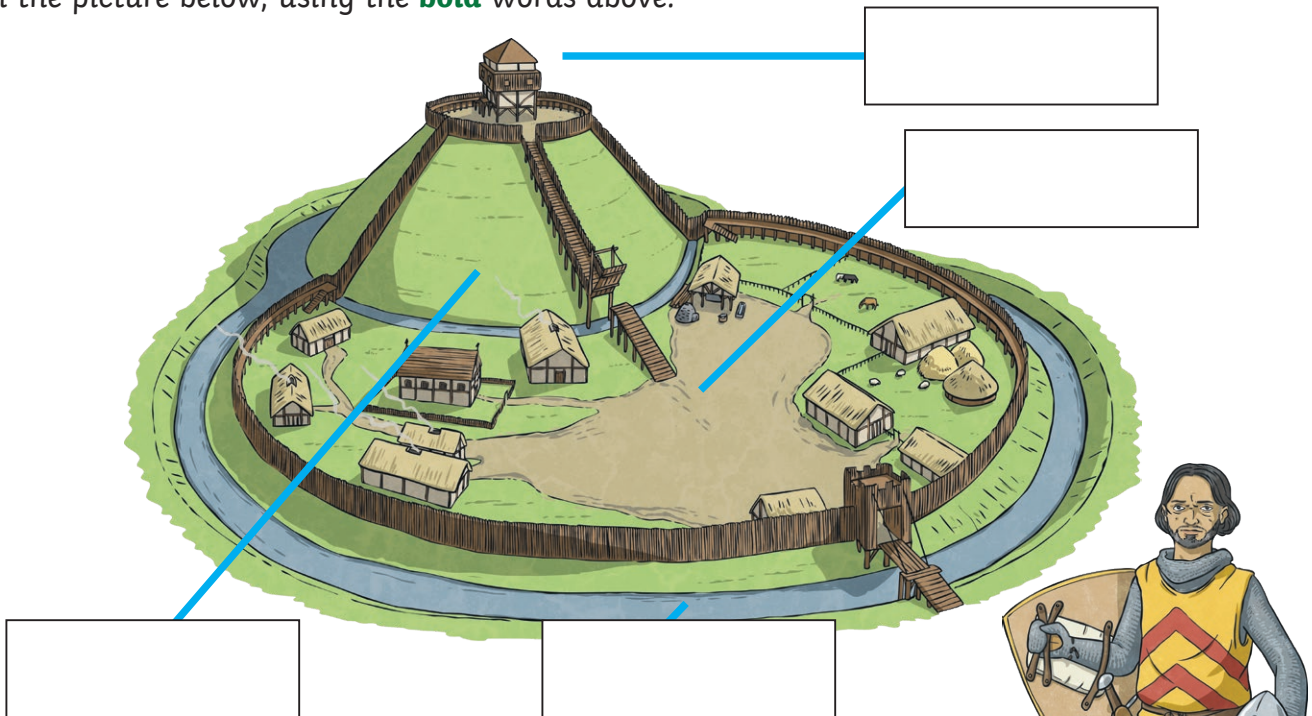 the picture below, using the bold words above.